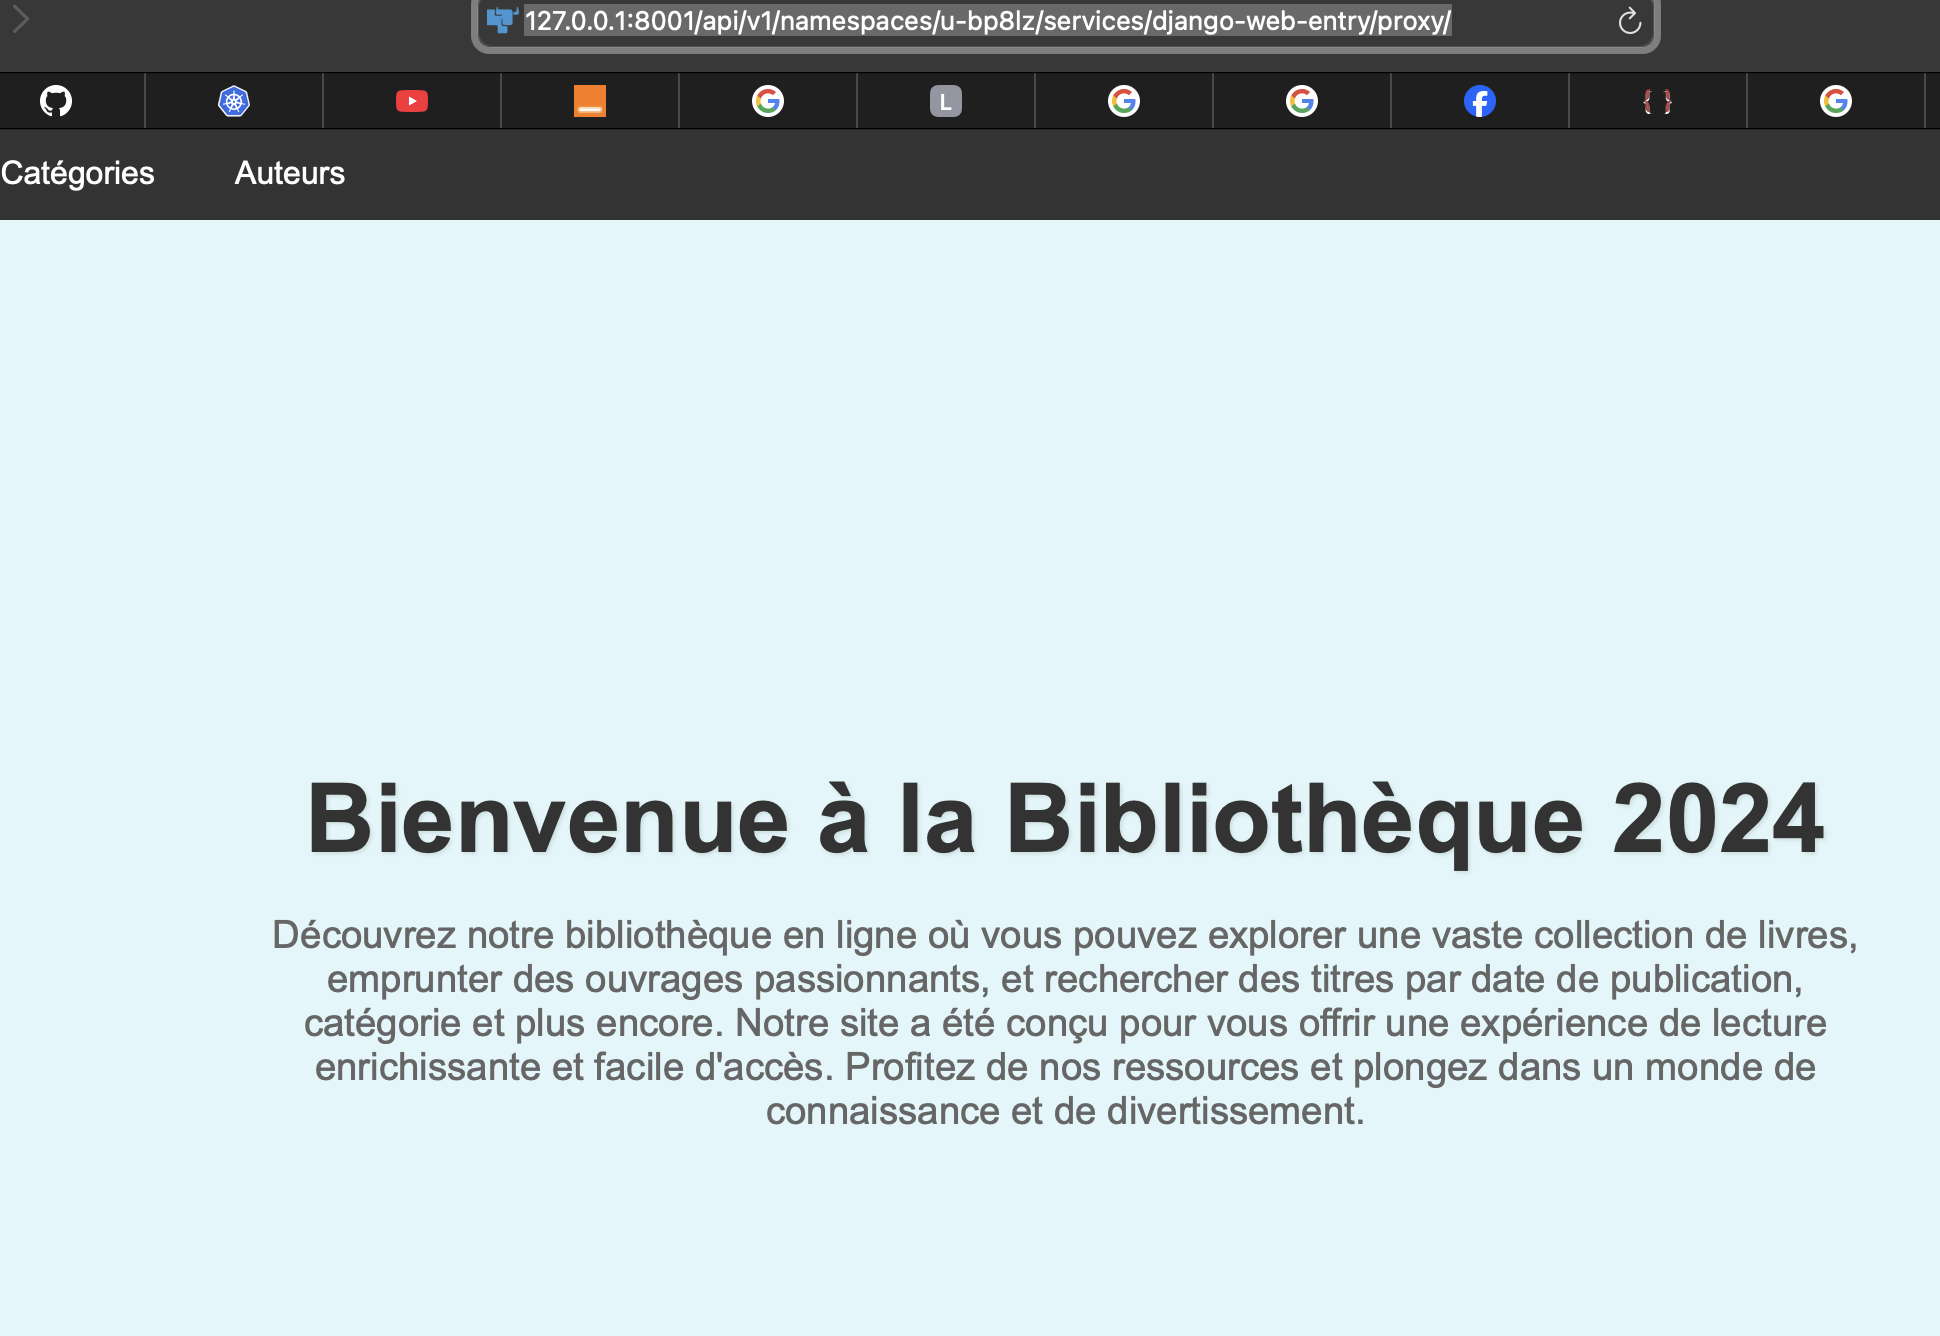 127.0.0.1:8001/api/v1/namespaces/u-bp8lz/services/django-web-entry/proxy/
L
Catégories Auteurs
Bienvenue à la Bibliothèque 2024
Découvrez notre bibliothèque en ligne où vous pouvez explorer une vaste collection de livres,
emprunter des ouvrages passionnants, et rechercher des titres par date de publication,
catégorie et plus encore. Notre site a été conçu pour vous offrir une expérience de lecture
enrichissante et facile d'accès. Profitez de nos ressources et plongez dans un monde de
connaissance et de divertissement.